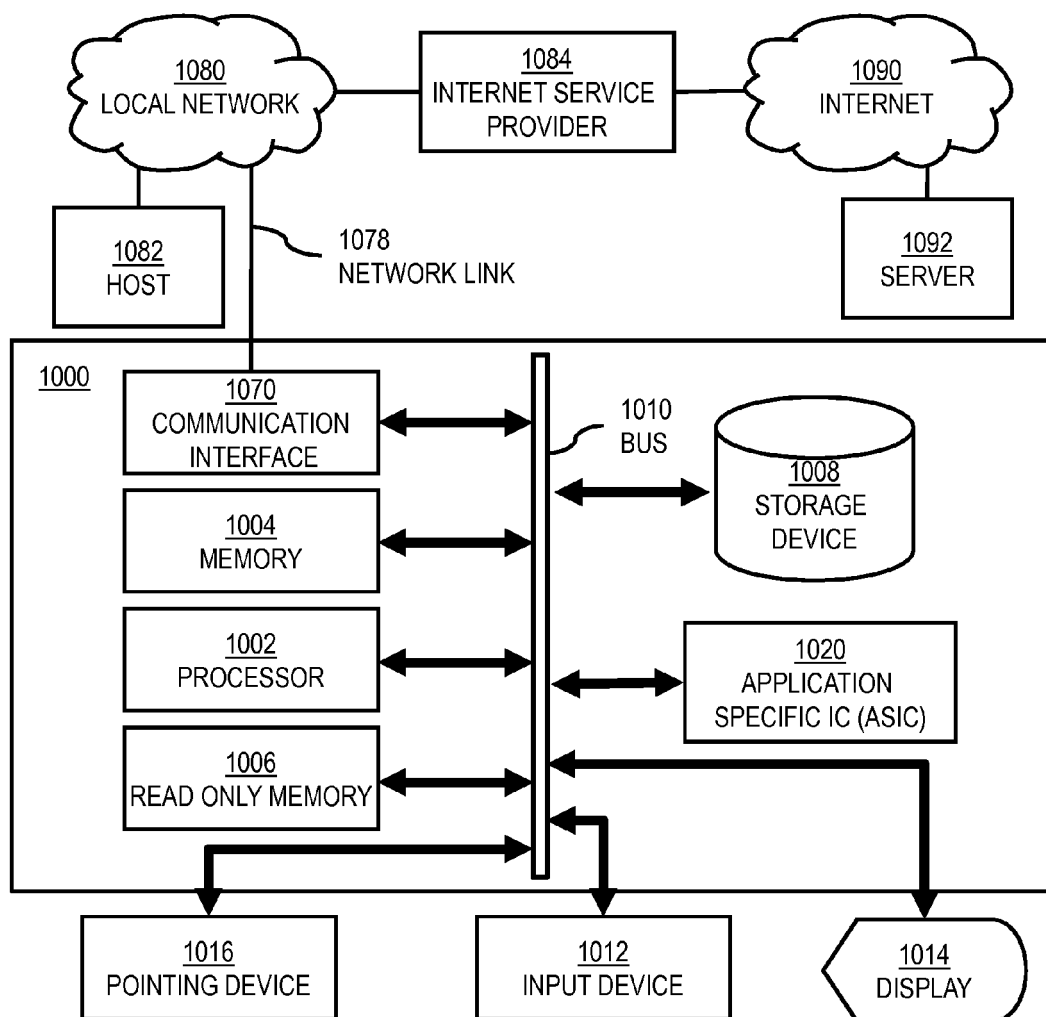 1080
LOCAL NETWORK
1084
INTERNET SERVICE
PROVIDER
1090
INTERNET
1082
HOST
1078
NETWORK LINK
1092
SERVER
1000
1070
COMMUNICATION
INTERFACE
1010
BUS
1008
STORAGE
DEVICE
1004
MEMORY
1002
PROCESSOR
1020
APPLICATION
SPECIFIC IC (ASIC)
1006
READ ONLY MEMORY
1016
POINTING DEVICE
1012
INPUT DEVICE
1014
DISPLAY